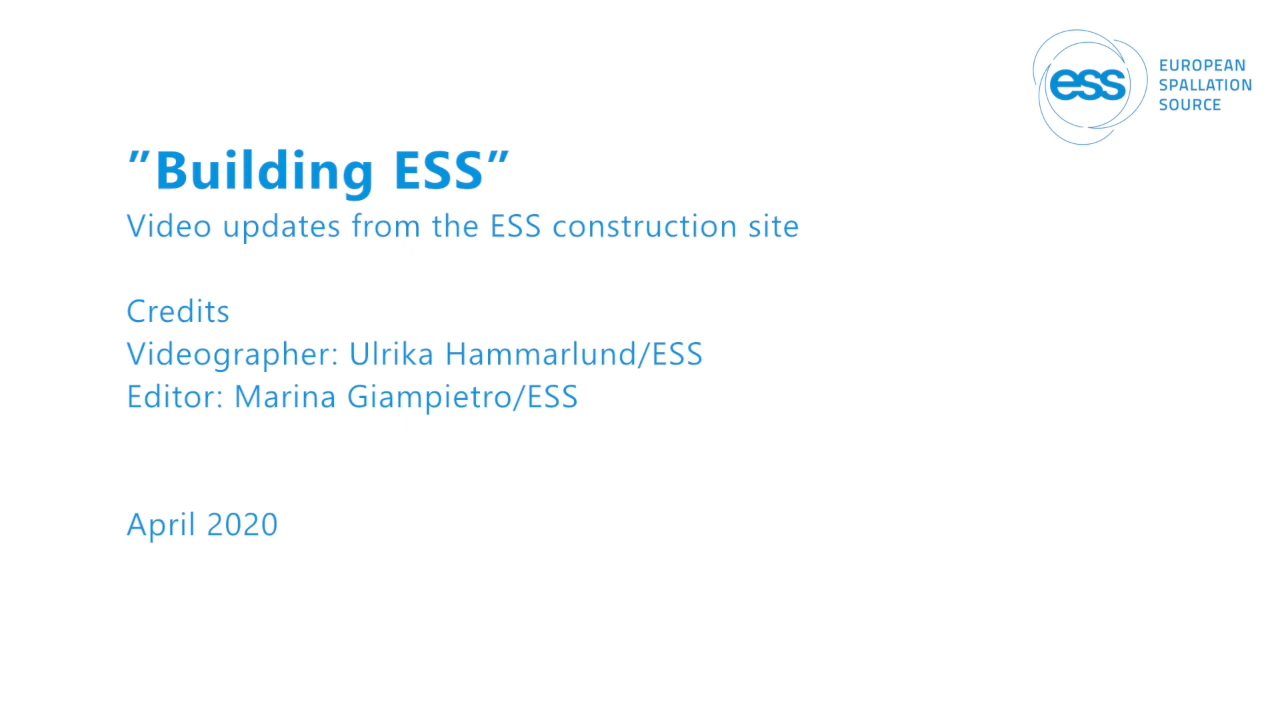 ess
EUROPEAN
SPALLATION
SOURCE
”Building ESS”
Video updates from the ESS construction site
Credits
Videographer: Ulrika Hammarlund/ESS
Editor: Marina Giampietro/ESS
April 2020